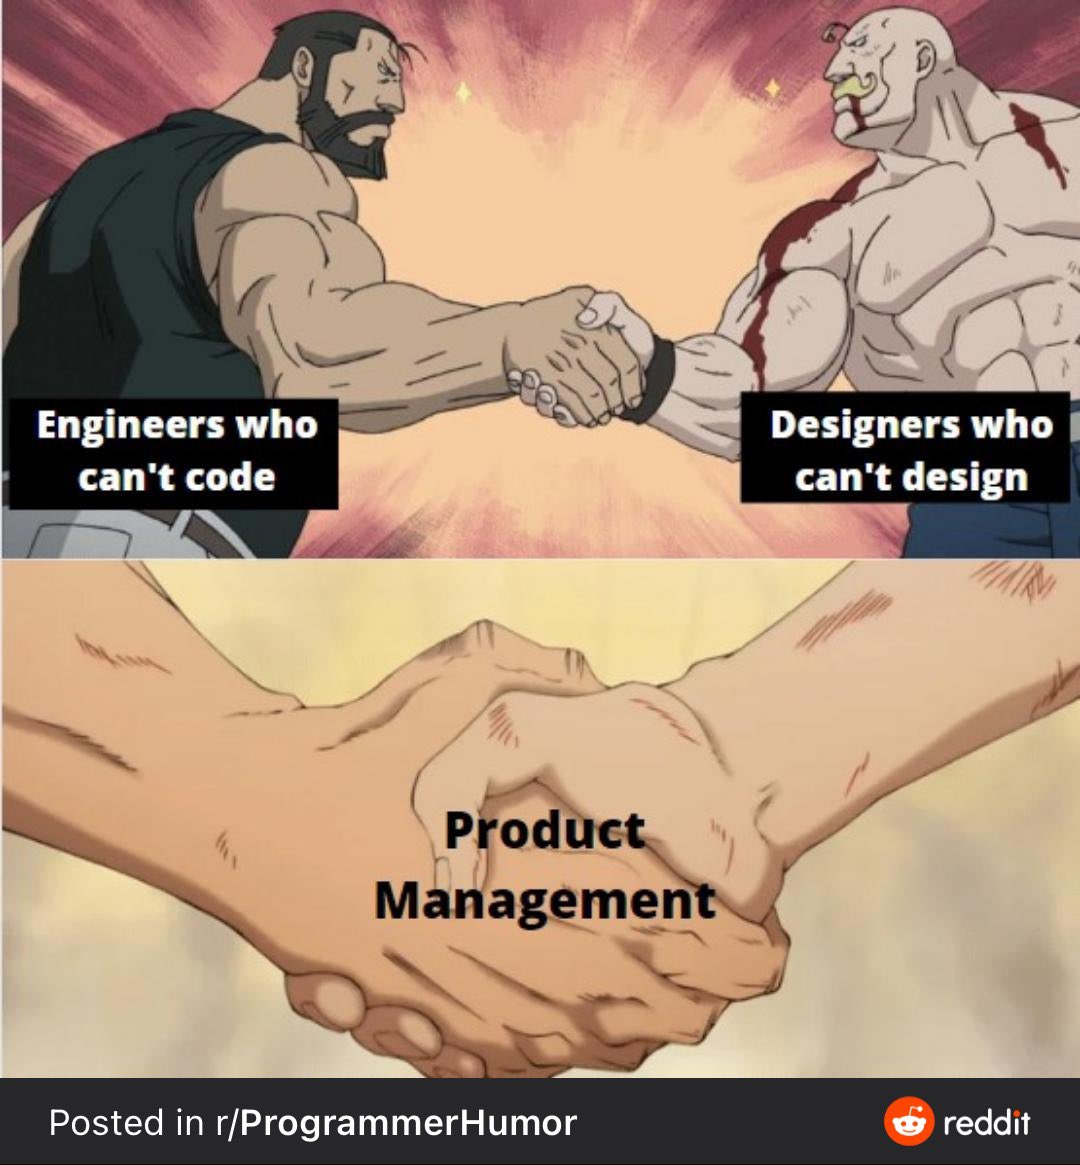 Engineers who
can't code
Designers who
can't design
Product
Management
Posted in r/ProgrammerHumor
reddit